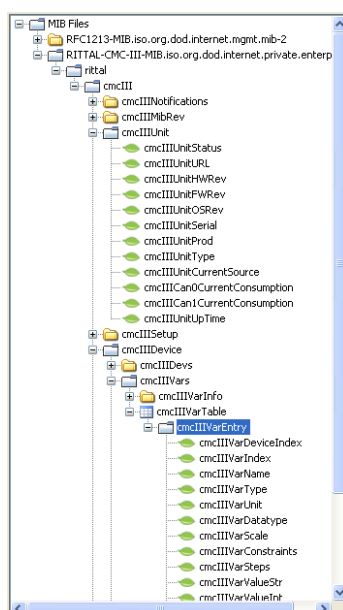 MIB Files
RFC1213-MIB.iso.org.dod.internet.mgmt.mib-2
RITTAL-CMC-III-MIB.iso.org.dod.internet.private.enterp
rittal
cmcIII
cmcIIINotifications
cmcIIIMibRev
cmcIIIUnit
cmcIIIUnitStatus
cmcIIIUnitURL
cmcIIIUnitHWRev
cmcIIIUnitFWRev
cmcIIIUnitOSRev
cmcIIIUnitSerial
cmcIIIUnitProd
cmcIIIUnitType
cmcIIIUnitCurrentSource
cmcIIICan0CurrentConsumption
cmcIIICan1CurrentConsumption
cmcIIIUnitUpTime
cmcIIISetup
cmcIIIDevice
cmcIIIDevs
cmcIIIVars
cmcIIIVarInfo
cmcIIIVarTable
cmcIIIVarEntry
cmcIIIVarDeviceIndex
cmcIIIVarIndex
cmcIIIVarName
cmcIIIVarType
cmcIIIVarUnit
cmcIIIVarDatatype
cmcIIIVarScale
cmcIIIVarConstraints
cmcIIIVarSteps
cmcIIIVarValueStr
cmcIIIVarValueInt